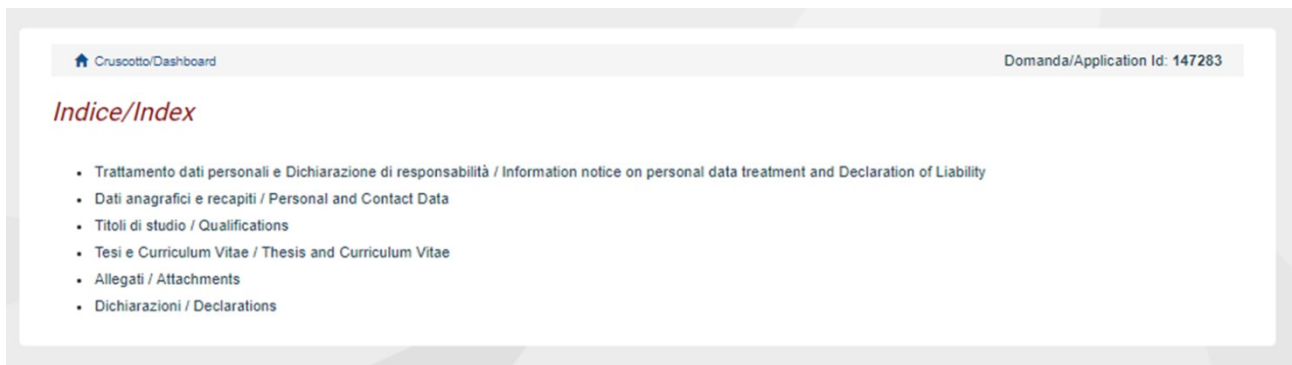 Cruscotto/Dashboard
Domanda/Application Id: 147283
Indice/Index
Trattamento dati personali e Dichiarazione di responsabilità / Information notice on personal data treatment and Declaration of Liability
Dati anagrafici e recapiti / Personal and Contact Data
Titoli di studio / Qualifications
Tesi e Curriculum Vitae / Thesis and Curriculum Vitae
Allegati / Attachments
Dichiarazioni / Declarations